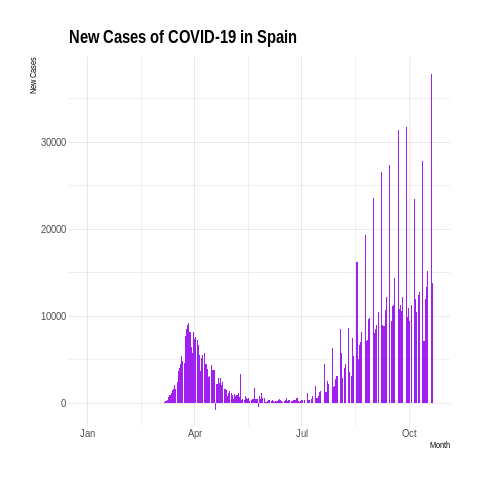 New Cases of COVID-19 in Spain
New Cases
30000
20000
10000
0
Jan Apr Jul Oct
Month